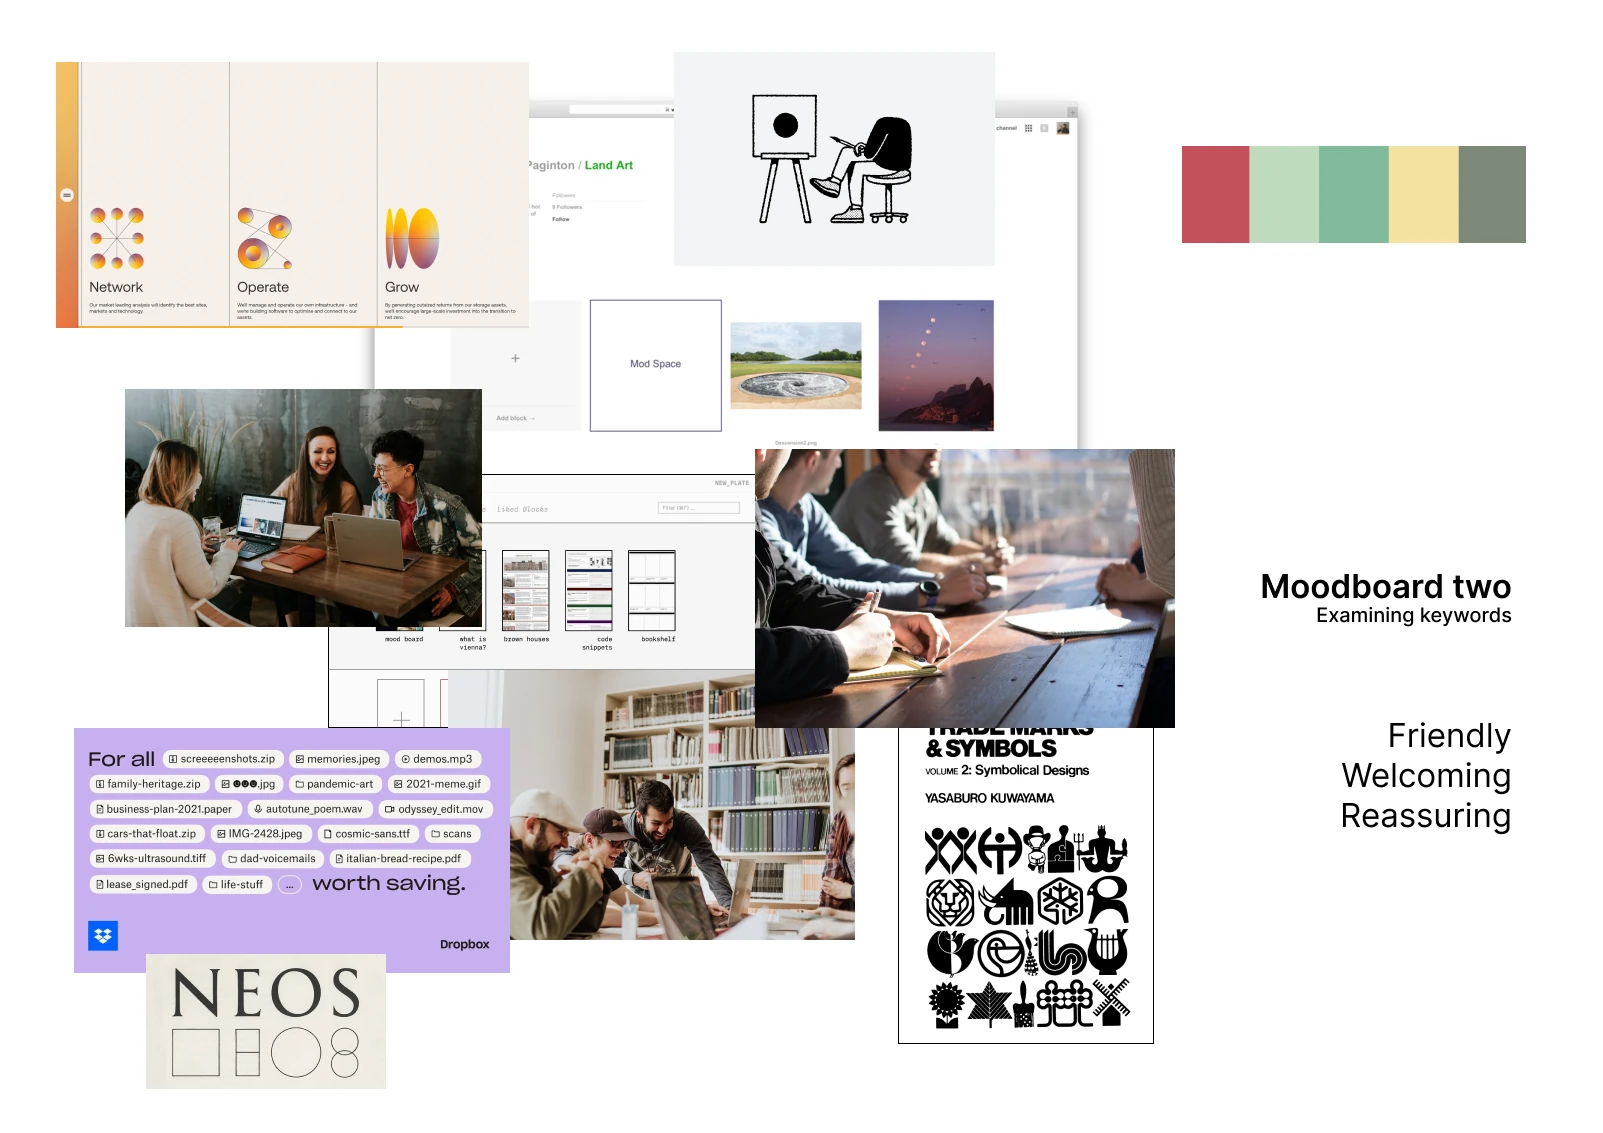 Network
Our market leading analysis will identify the best sites,
markets and technology.
Operate
We'll manage and operate our own infrastructure - and
we're building software to optimise and connect to our
assets.
Grow
By generating outsized returns from our storage assets,
we'll encourage large-scale investment into the transition to
net zero.
channel
Paginton / Land Art
Followers
9 Followers
Follow
hot
of
+
Add block →
Mod Space
Descension2.png
NEW_PLATE
Liked Blocks
Filter (⌘F) …
mood board
what is
vienna?
brown houses
code
snippets
bookshelf
Moodboard two
Examining keywords
Friendly
Welcoming
Reassuring
For all screeeeenshots.zip memories.jpeg demos.mp3
family-heritage.zip ☻☻☻.jpg pandemic-art 2021-meme.gif
business-plan-2021.paper autotune_poem.wav odyssey_edit.mov
cars-that-float.zip IMG-2428.jpeg cosmic-sans.ttf scans
6wks-ultrasound.tiff dad-voicemails italian-bread-recipe.pdf
lease_signed.pdf life-stuff ... worth saving.
Dropbox
NEOS
TRADE MARKS
& SYMBOLS
VOLUME 2: Symbolical Designs
YASABURO KUWAYAMA